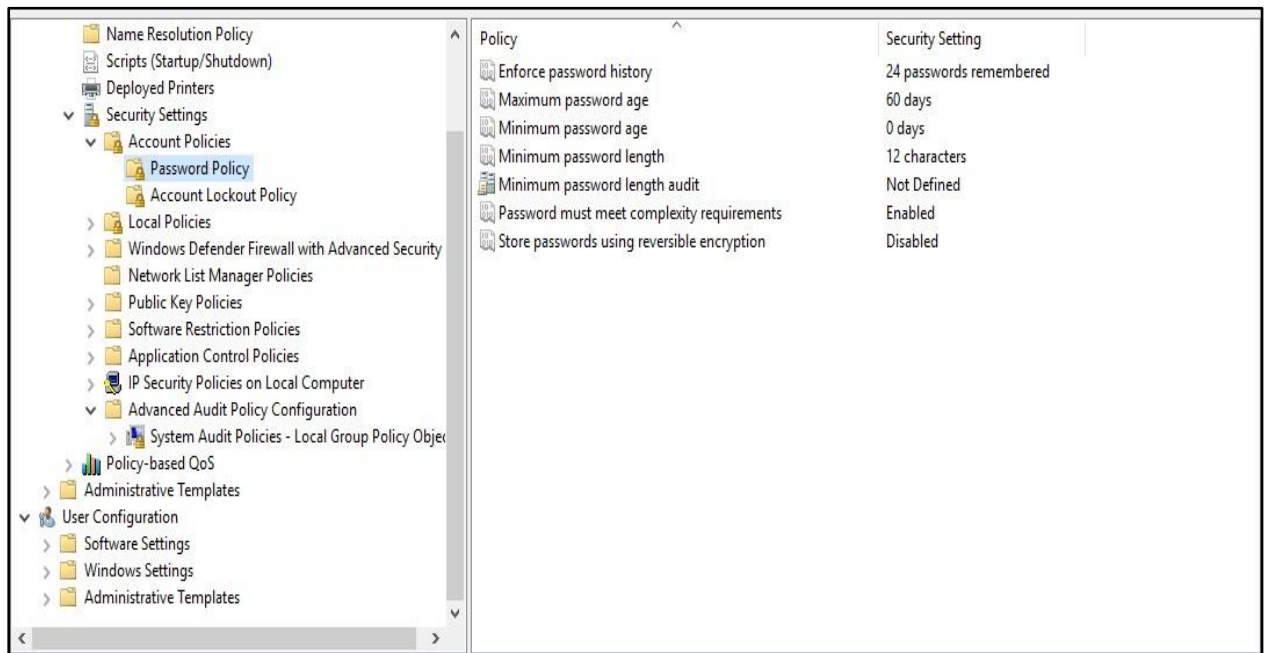 Name Resolution Policy
Scripts (Startup/Shutdown)
Deployed Printers
Security Settings
Account Policies
Password Policy
Account Lockout Policy
Local Policies
Windows Defender Firewall with Advanced Security
Network List Manager Policies
Public Key Policies
Software Restriction Policies
Application Control Policies
IP Security Policies on Local Computer
Advanced Audit Policy Configuration
System Audit Policies - Local Group Policy Objec
Policy-based QoS
Administrative Templates
User Configuration
Software Settings
Windows Settings
Administrative Templates
Policy Security Setting
Enforce password history 24 passwords remembered
Maximum password age 60 days
Minimum password age 0 days
Minimum password length 12 characters
Minimum password length audit Not Defined
Password must meet complexity requirements Enabled
Store passwords using reversible encryption Disabled